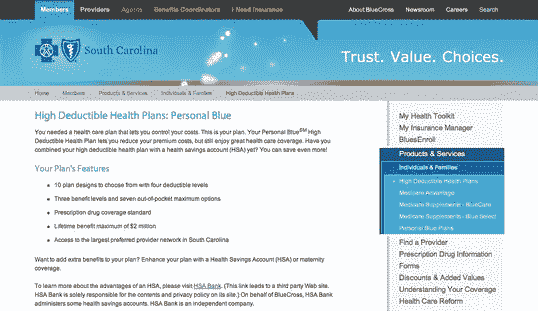 Members Providers Agents Benefits Coordinators I Need Insurance About BlueCross Newsroom Careers Search
South Carolina
Trust. Value. Choices.
Home Members Products & Services Individuals & Families High Deductible Health Plans
High Deductible Health Plans: Personal Blue
You needed a health care plan that lets you control your costs. This is your plan. Your Personal Blue℠ High
Deductible Health Plan lets you reduce your premium costs, but still enjoy great health care coverage. Have you
combined your high deductible health plan with a health savings account (HSA) yet? You can save even more!
Your Plan's Features
10 plan designs to choose from with four deductible levels
Three benefit levels and seven out-of-pocket maximum options
Prescription drug coverage standard
Lifetime benefit maximum of $2 million
Access to the largest preferred provider network in South Carolina
Want to add extra benefits to your plan? Enhance your plan with a Health Savings Account (HSA) or maternity
coverage.
To learn more about the advantages of an HSA, please visit HSA Bank. (This link leads to a third party Web site.
HSA Bank is solely responsible for the contents and privacy policy on its site.) On behalf of BlueCross, HSA Bank
administers some health savings accounts. HSA Bank is an independent company.
My Health Toolkit
My Insurance Manager
BluesEnroll
Products & Services
Individuals & Families
High Deductible Health Plans
Medicare Advantage
Medicare Supplements - BlueCare
Medicare Supplements - Blue Select
Personal Blue Plans
Find a Provider
Prescription Drug Information
Forms
Discounts & Added Values
Understanding Your Coverage
Health Care Reform